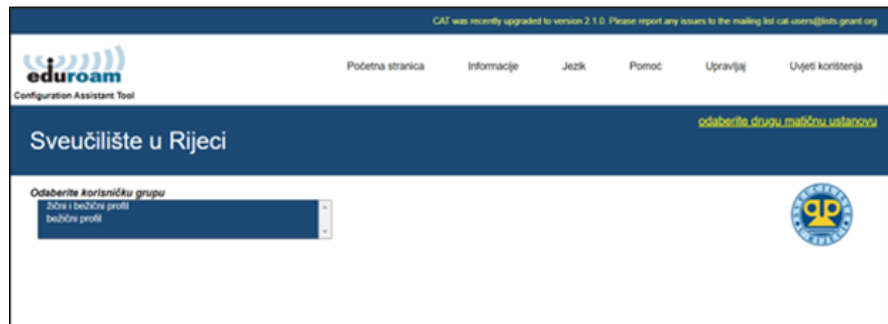 CAT was recently upgraded to version 2.1.0. Please report any issues to the mailing list cat-users@lists.geant.org
eduroam
Configuration Assistant Tool
Početna stranica Informacije Jezik Pomoć Upravljaj Uvjeti korištenja
odaberite drugu matičnu ustanovu
Sveučilište u Rijeci
Odaberite korisničku grupu
žični i bežični profil
bežični profil
SVEUČILIŠTE U RIJECI